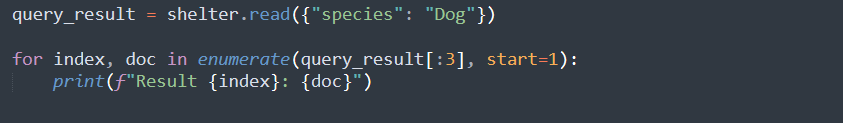 query_result = shelter.read({"species": "Dog"})
for index, doc in enumerate(query_result[:3], start=1):
    print(f"Result {index}: {doc}")